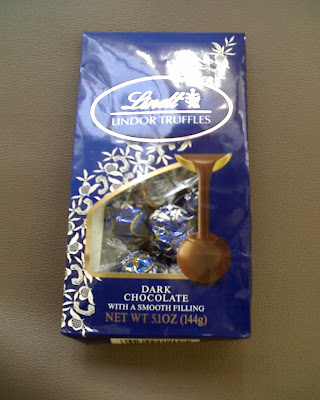 Lindt
LINDOR TRUFFLES
DARK
CHOCOLATE
WITH A SMOOTH FILLING
NET WT 5.1OZ (144g)